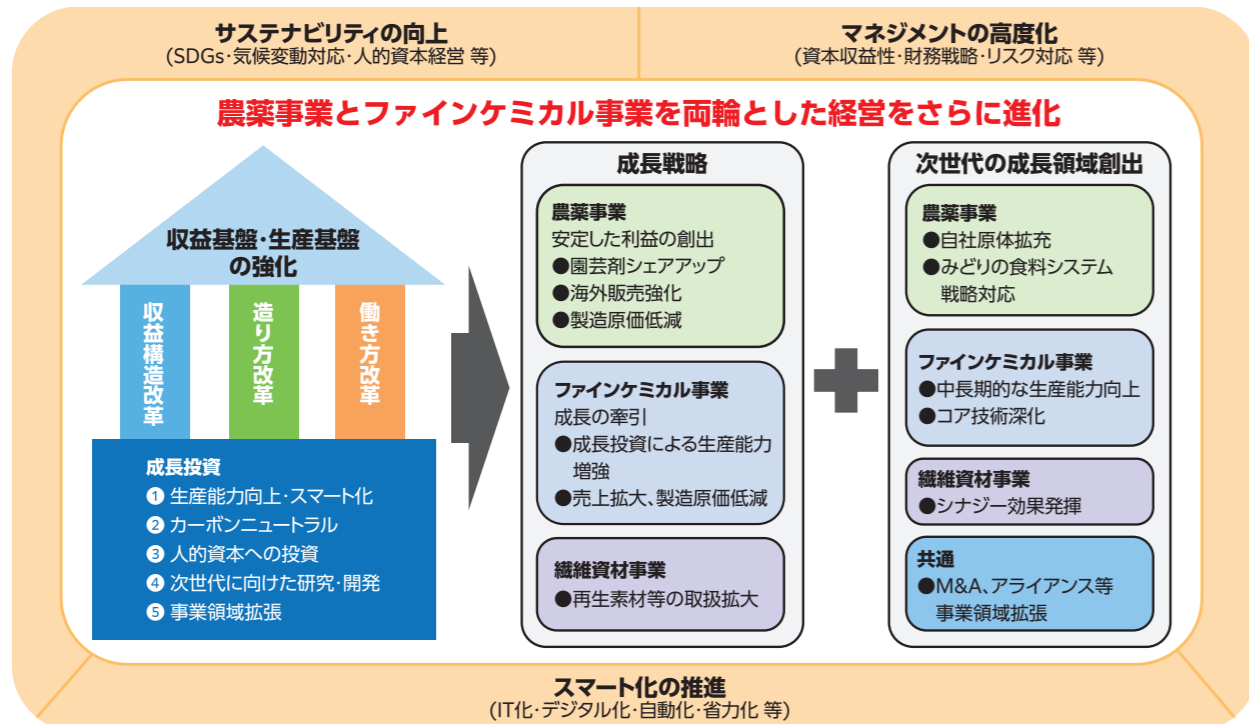 サステナビリティの向上
(SDGs・気候変動対応・人的資本経営 等)
マネジメントの高度化
(資本収益性・財務戦略・リスク対応 等)
農薬事業とファインケミカル事業を両輪とした経営をさらに進化
収益基盤・生産基盤
の強化
収益構造改革
造り方改革
働き方改革
成長投資
❶ 生産能力向上・スマート化
❷ カーボンニュートラル
❸ 人的資本への投資
❹ 次世代に向けた研究・開発
❺ 事業領域拡張
成長戦略
農薬事業
安定した利益の創出
●園芸剤シェアアップ
●海外販売強化
●製造原価低減
ファインケミカル事業
成長の牽引
●成長投資による生産能力
増強
●売上拡大、製造原価低減
繊維資材事業
●再生素材等の取扱拡大
次世代の成長領域創出
農薬事業
●自社原体拡充
●みどりの食料システム
戦略対応
ファインケミカル事業
●中長期的な生産能力向上
●コア技術深化
繊維資材事業
●シナジー効果発揮
共通
●M&A、アライアンス等
事業領域拡張
スマート化の推進
(IT化・デジタル化・自動化・省力化 等)